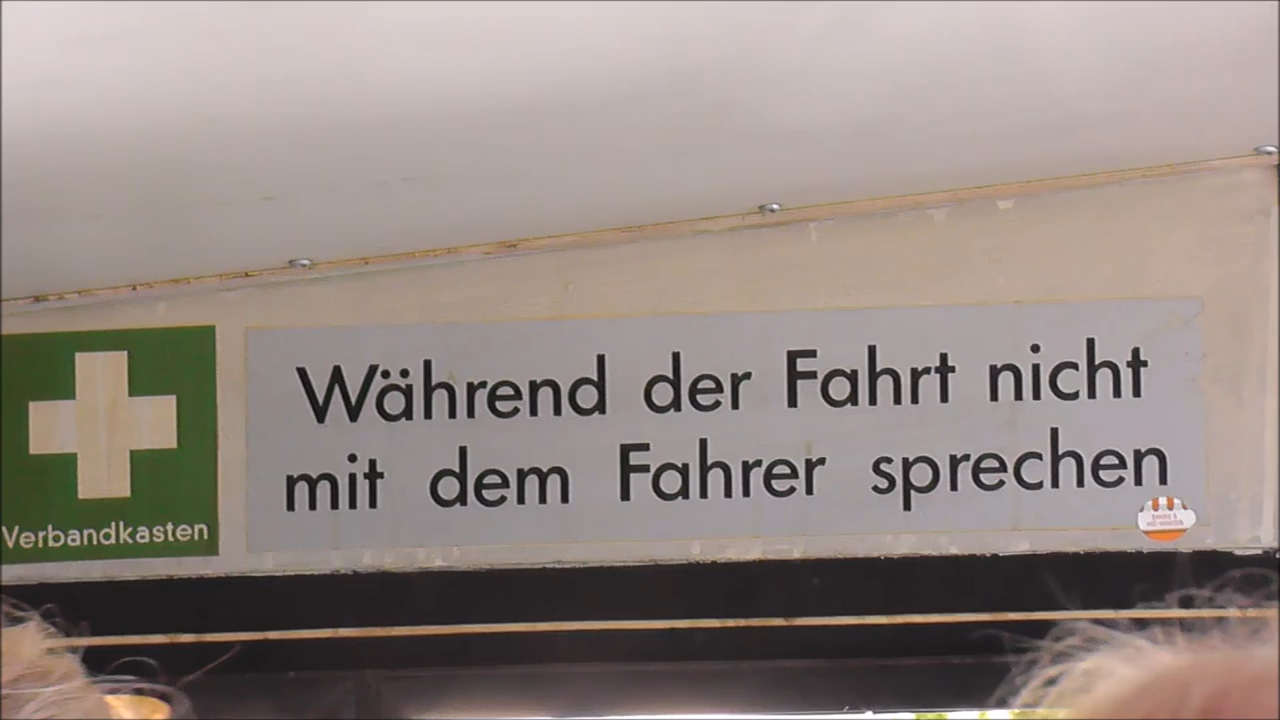 Während der Fahrt nicht
mit dem Fahrer sprechen
Verbandkasten